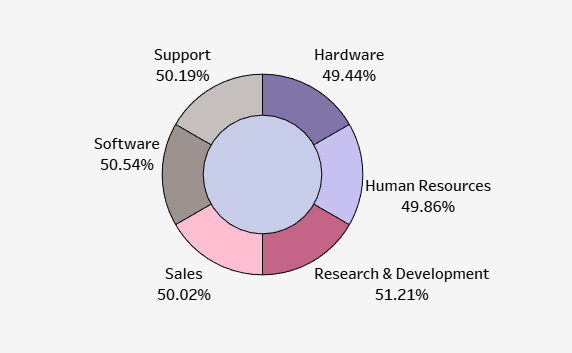 Support
50.19%
Hardware
49.44%
Software
50.54%
Human Resources
49.86%
Sales
50.02%
Research & Development
51.21%